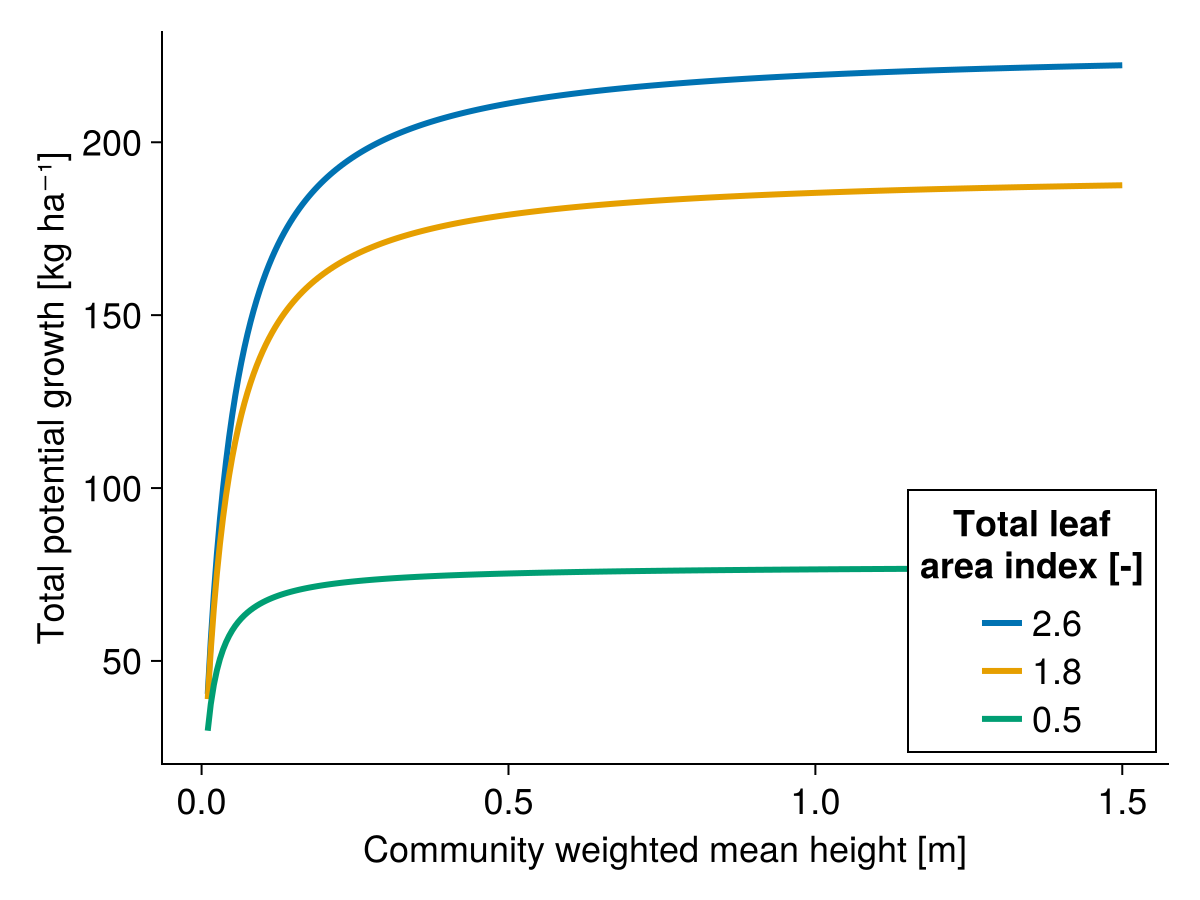 Total potential growth [kg ha⁻¹]
200
150
100
50
0.0
0.5
1.0
1.5
Community weighted mean height [m]
Total leaf
area index [-]
2.6
1.8
0.5